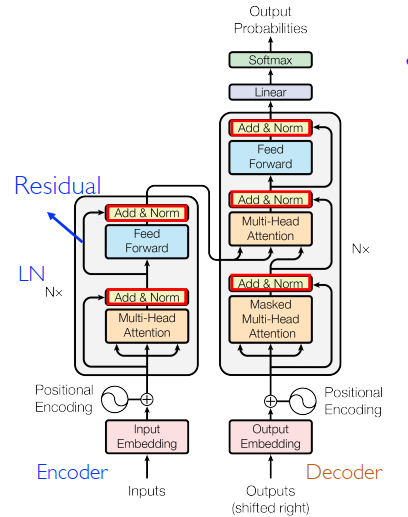 Output
Probabilities
Softmax
Linear
Add & Norm
Feed
Forward
Add & Norm
Multi-Head
Attention
Add & Norm
Masked
Multi-Head
Attention
Nx
Residual
Add & Norm
Feed
Forward
LN
Nx
Add & Norm
Multi-Head
Attention
Positional
Encoding
Positional
Encoding
Input
Embedding
Output
Embedding
Encoder
Decoder
Inputs
Outputs
(shifted right)